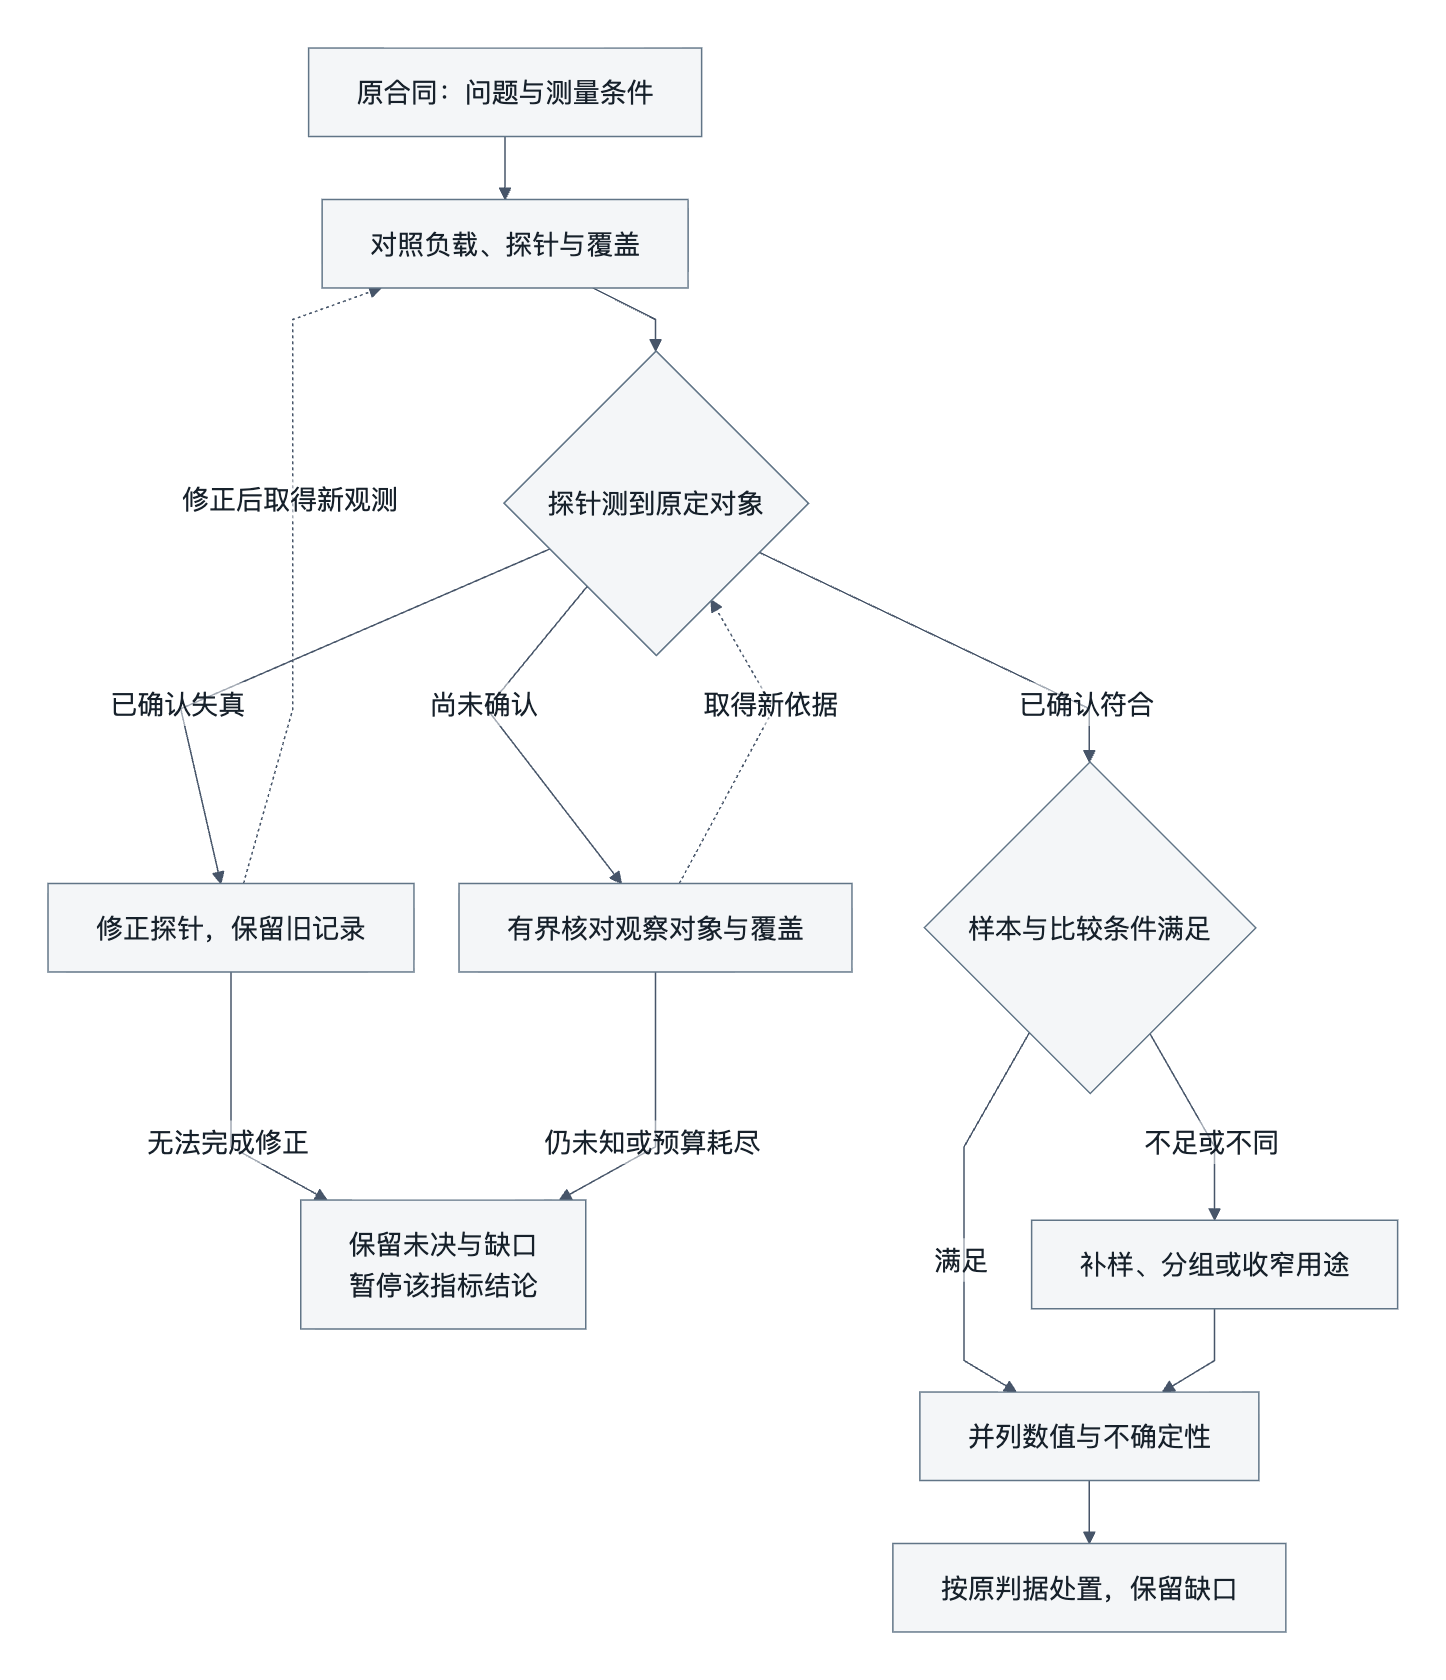 原合同：问题与测量条件
对照负载、探针与覆盖
修正后取得新观测
探针测到原定对象
已确认失真
尚未确认
取得新依据
已确认符合
修正探针，保留旧记录
有界核对观察对象与覆盖
样本与比较条件满足
无法完成修正
仍未知或预算耗尽
不足或不同
保留未决与缺口
暂停该指标结论
满足
补样、分组或收窄用途
并列数值与不确定性
按原判据处置，保留缺口